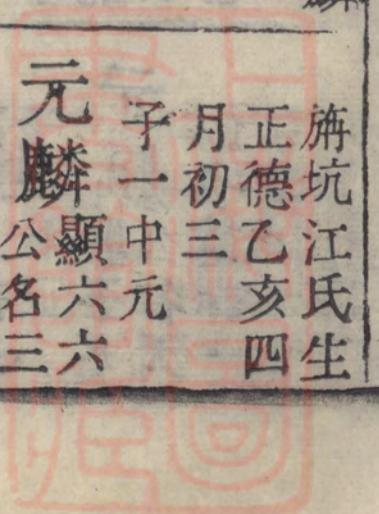 旃坑江氏生
正德乙亥四
月初三
子一中元
元麟
顯六六
公名三